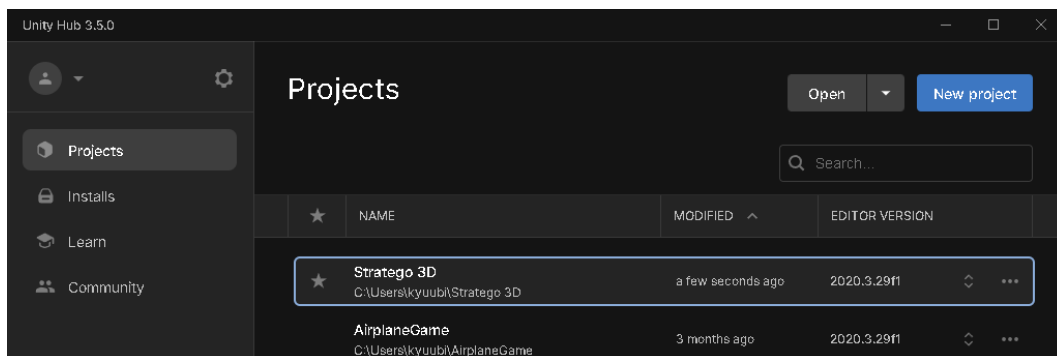 Unity Hub 3.5.0
Projects
Open
New project
Projects
Search...
Installs
NAME
MODIFIED
EDITOR VERSION
Learn
Stratego 3D
a few seconds ago
2020.3.29f1
C:\Users\kyuubi\Stratego 3D
Community
AirplaneGame
3 months ago
2020.3.29f1
C:\Users\kyuubi\AirplaneGame